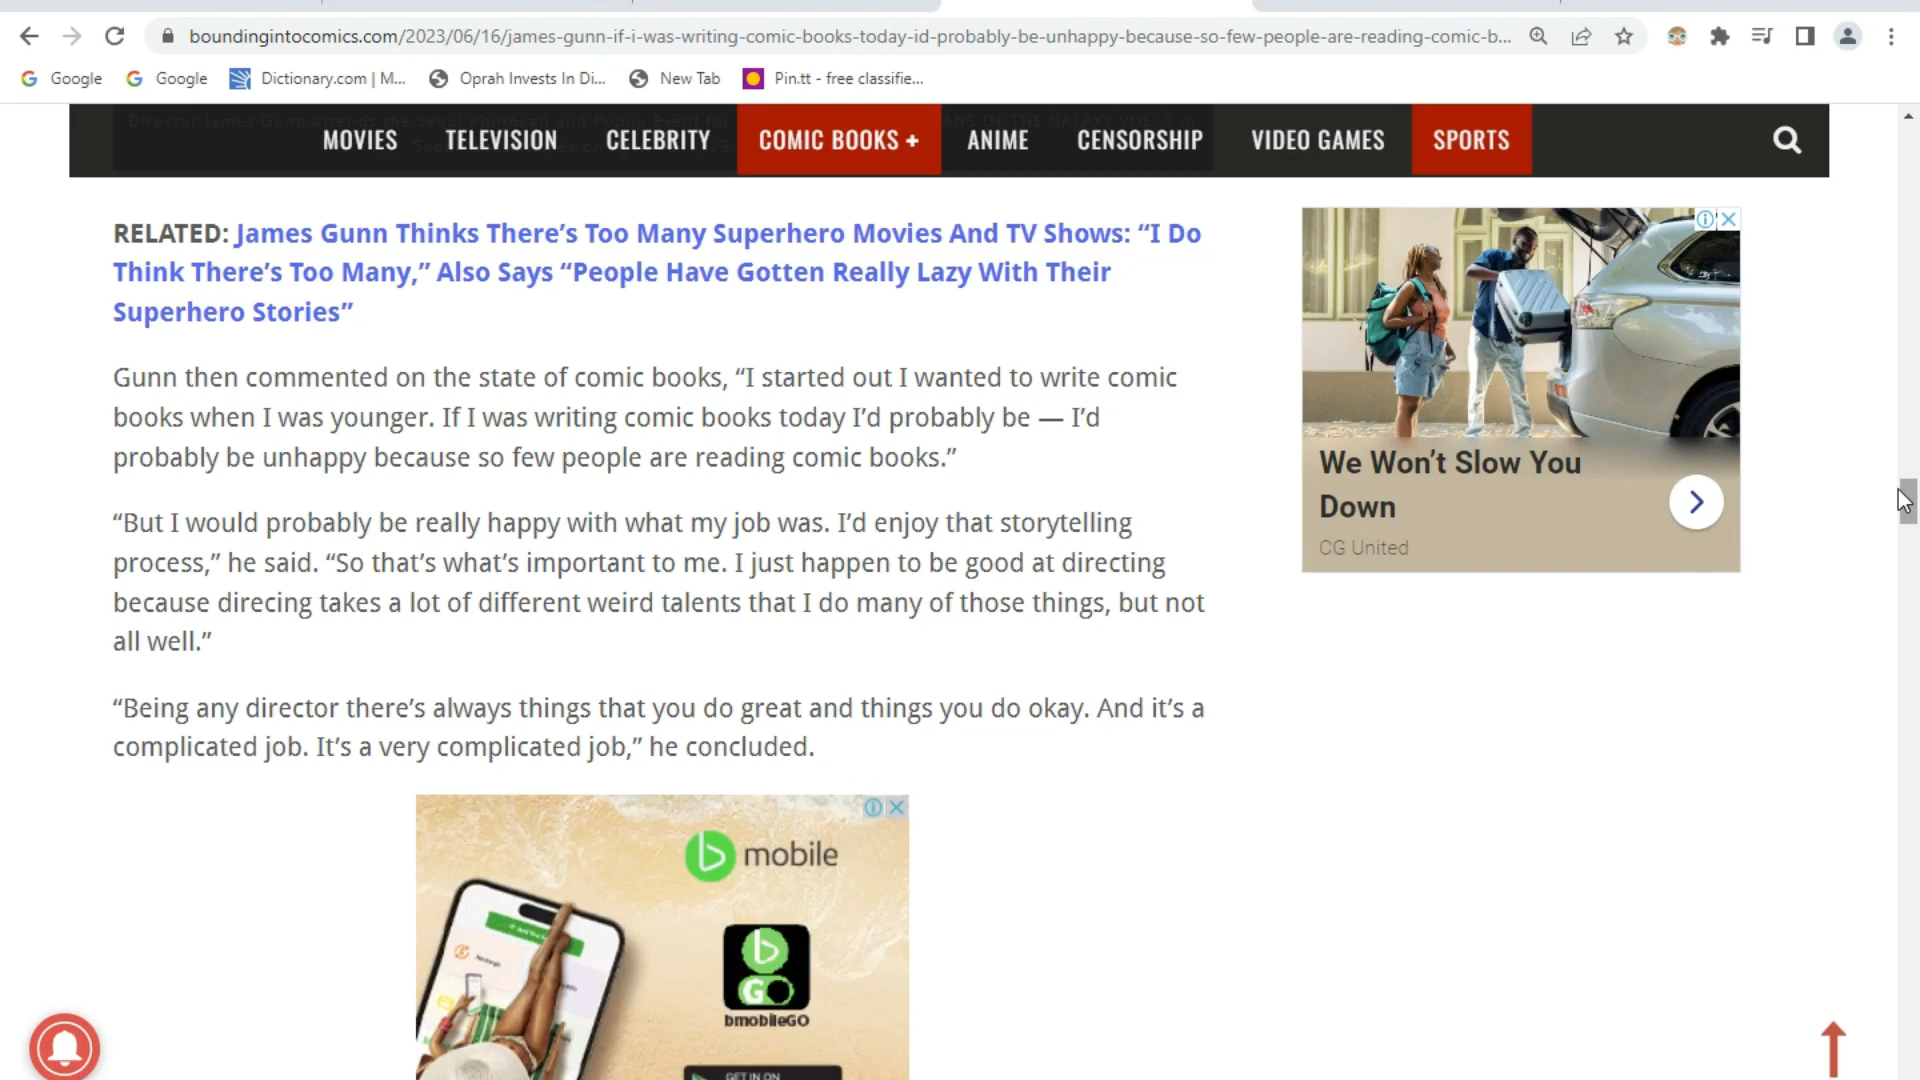 boundingintocomics.com/2023/06/16/james-gunn-if-i-was-writing-comic-books-today-id-probably-be-unhappy-because-so-few-people-are-reading-comic-b...
Google
Google
Dictionary.com | M...
Oprah Invests In Di...
New Tab
Pin.tt - free classifie...
MOVIES
TELEVISION
CELEBRITY
COMIC BOOKS +
ANIME
CENSORSHIP
VIDEO GAMES
SPORTS
RELATED: James Gunn Thinks There’s Too Many Superhero Movies And TV Shows: “I Do
Think There’s Too Many,” Also Says “People Have Gotten Really Lazy With Their
Superhero Stories”
Gunn then commented on the state of comic books, “I started out I wanted to write comic
books when I was younger. If I was writing comic books today I’d probably be — I’d
probably be unhappy because so few people are reading comic books.”
“But I would probably be really happy with what my job was. I’d enjoy that storytelling
process,” he said. “So that’s what’s important to me. I just happen to be good at directing
because direcing takes a lot of different weird talents that I do many of those things, but not
all well.”
“Being any director there’s always things that you do great and things you do okay. And it’s a
complicated job. It’s a very complicated job,” he concluded.
We Won’t Slow You
Down
CG United
b mobile
b
GO
bmobileGO
GET IN ON